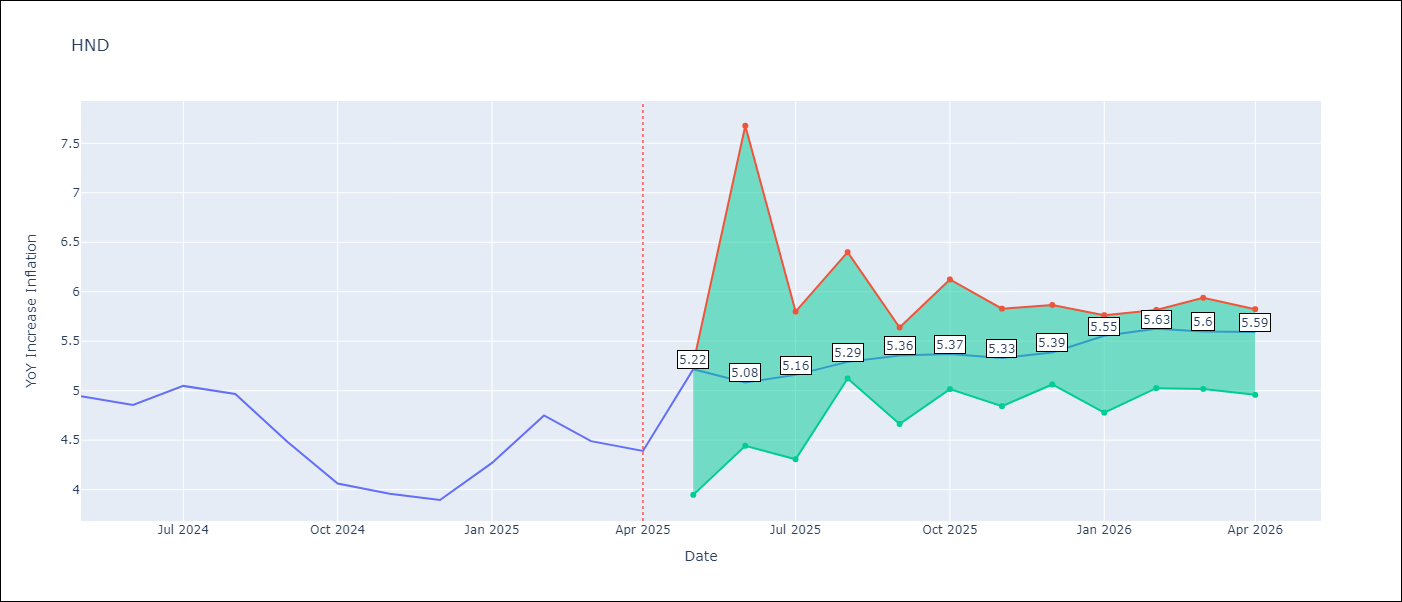 HND
YoY Increase Inflation
7.5
7
6.5
6
5.5
5
4.5
4
5.22
5.08
5.16
5.29
5.36
5.37
5.33
5.39
5.55
5.63
5.6
5.59
Jul 2024
Oct 2024
Jan 2025
Apr 2025
Jul 2025
Oct 2025
Jan 2026
Apr 2026
Date